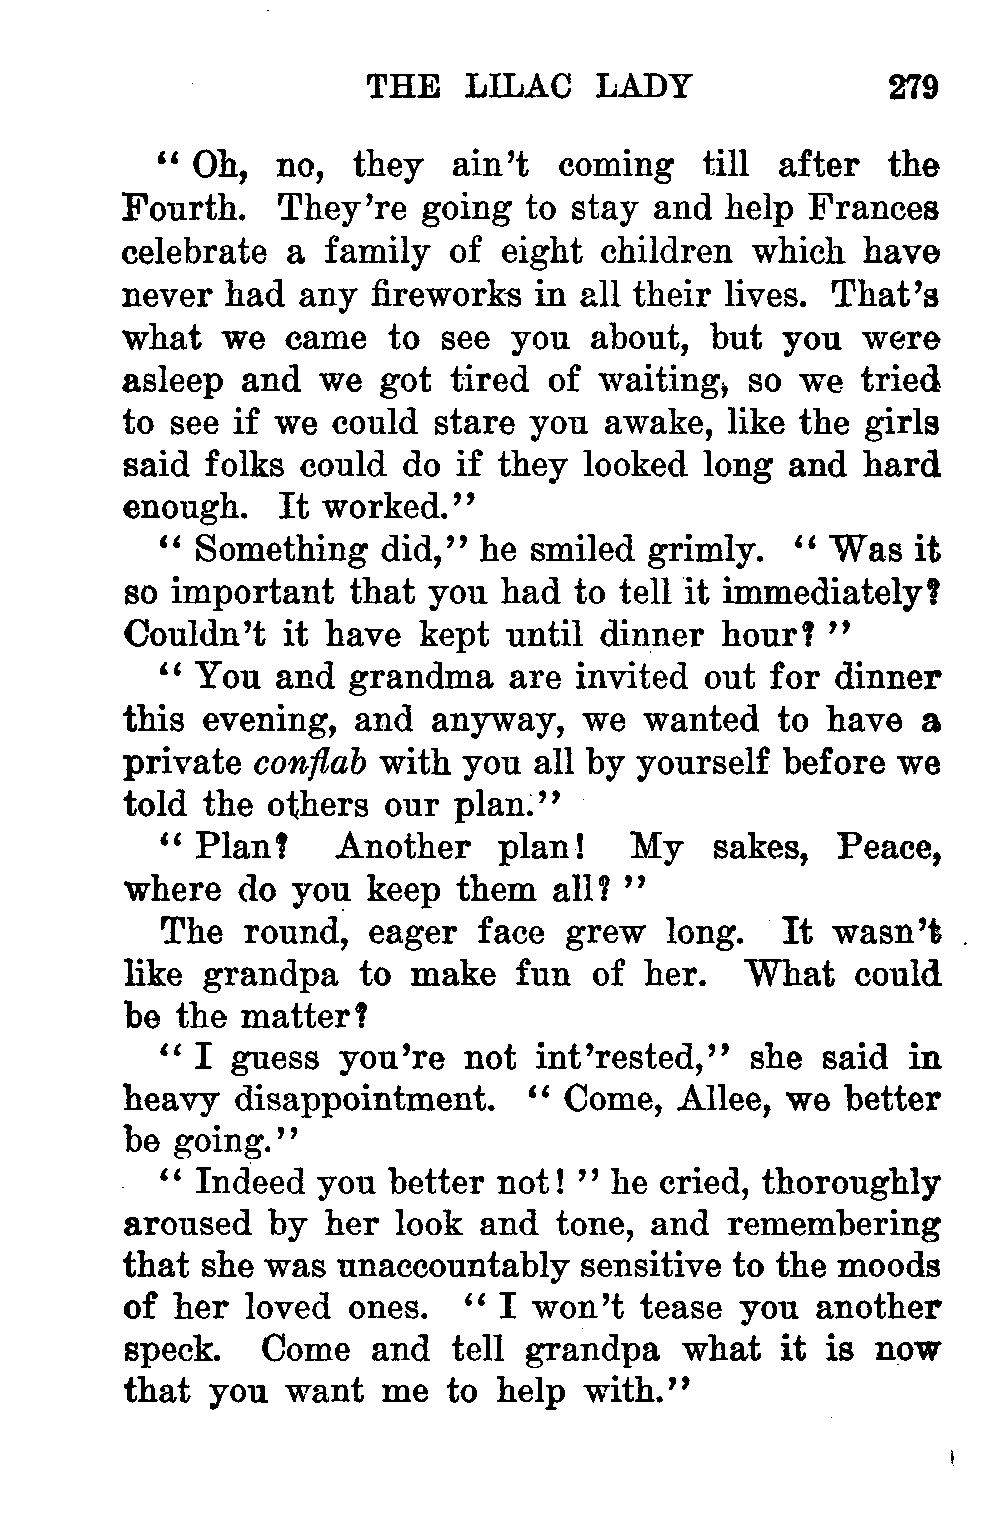 THE LILAC LADY 279
“ Oh, no, they ain’t coming till after the
Fourth. They’re going to stay and help Frances
celebrate a family of eight children which have
never had any fireworks in all their lives. That’s
what we came to see you about, but you were
asleep and we got tired of waiting, so we tried
to see if we could stare you awake, like the girls
said folks could do if they looked long and hard
enough. It worked.”
“ Something did,” he smiled grimly. “ Was it
so important that you had to tell it immediately?
Couldn’t it have kept until dinner hour? ”
“ You and grandma are invited out for dinner
this evening, and anyway, we wanted to have a
private conflab with you all by yourself before we
told the others our plan.”
“ Plan? Another plan! My sakes, Peace,
where do you keep them all? ”
The round, eager face grew long. It wasn’t
like grandpa to make fun of her. What could
be the matter?
“ I guess you’re not int’rested,” she said in
heavy disappointment. “ Come, Allee, we better
be going.”
“ Indeed you better not! ” he cried, thoroughly
aroused by her look and tone, and remembering
that she was unaccountably sensitive to the moods
of her loved ones. “ I won’t tease you another
speck. Come and tell grandpa what it is now
that you want me to help with.”